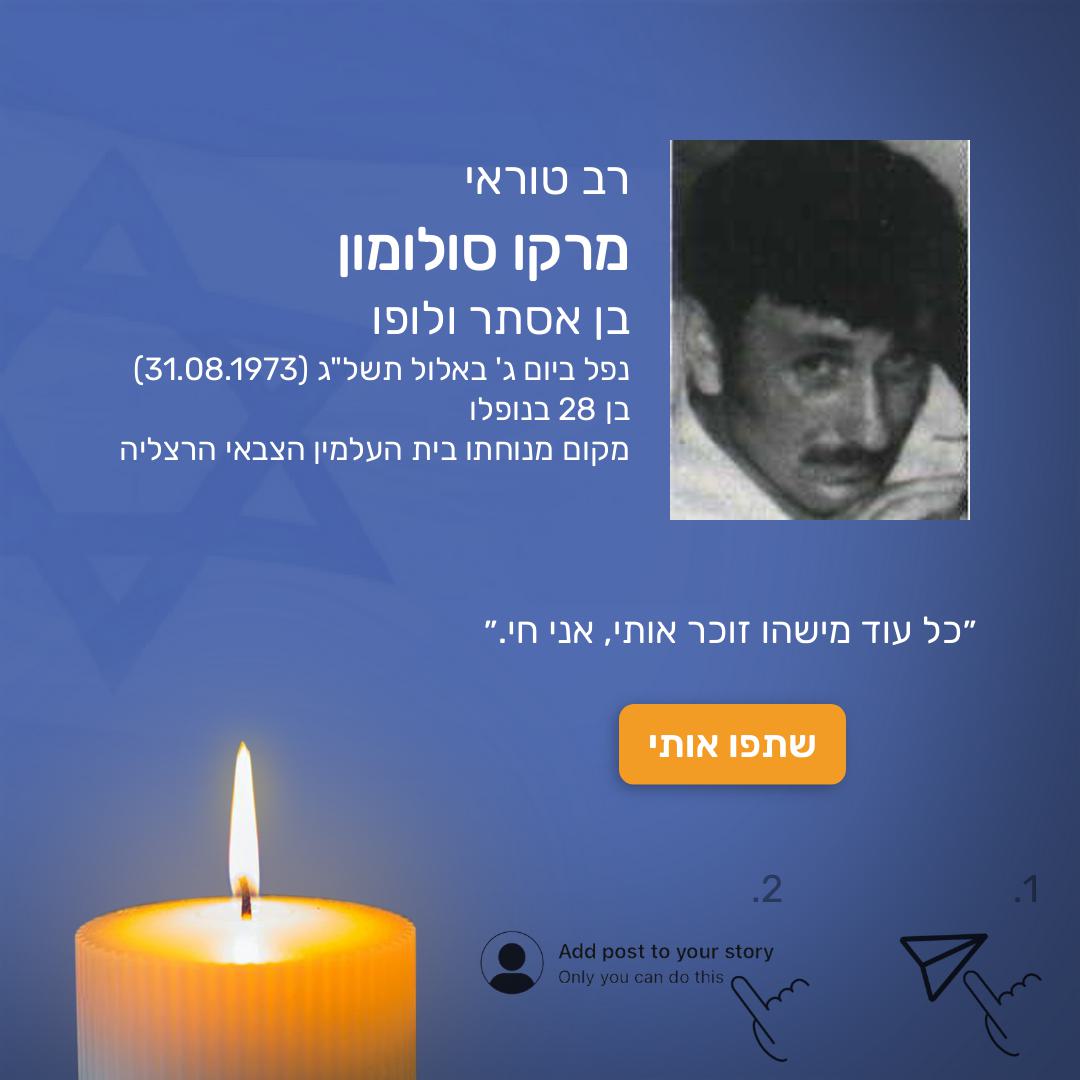 רב טוראי
מרקו סולומון
בן אסתר ולופו
נפל ביום ג' באלול תשל"ג (31.08.1973)
בן 28 בנופלו
מקום מנוחתו בית העלמין הצבאי הרצליה
״כל עוד מישהו זוכר אותי, אני חי.״
שתפו אותי
.1
.2
Add post to your story
Only you can do this